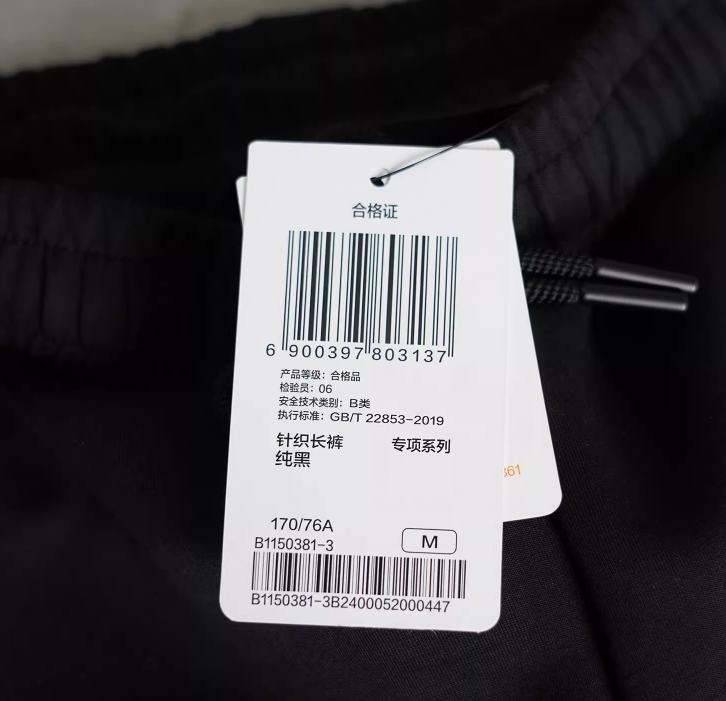 合格证
6 900397 803137
产品等级：合格品
检验员：06
安全技术类别：B类
执行标准：GB/T 22853-2019
针织长裤 专项系列
纯黑
170/76A
B1150381-3 M
B1150381-3B2400052000447
361